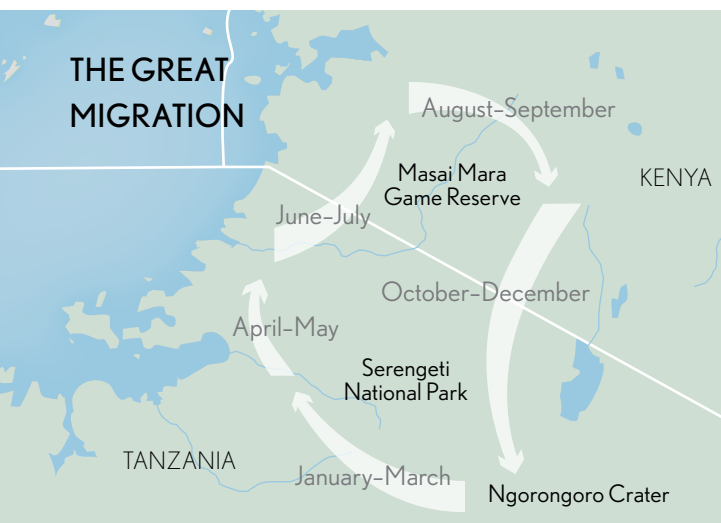 THE GREAT
MIGRATION
August–September
Masai Mara
Game Reserve
KENYA
June–July
October–December
April–May
Serengeti
National Park
TANZANIA
January–March
Ngorongoro Crater